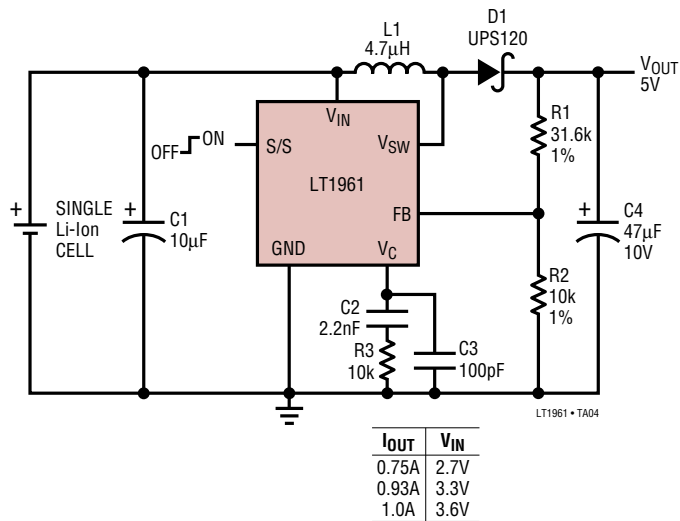 L1
4.7µH
D1
UPS120
VOUT
5V
VIN
R1
31.6k
1%
OFF ON
S/S
VSW
LT1961
+
SINGLE
Li-Ion
CELL
+
C1
10µF
FB
+
C4
47µF
10V
GND
VC
R2
10k
1%
C2
2.2nF
R3
10k
C3
100pF
LT1961 • TA04
IOUT VIN
0.75A 2.7V
0.93A 3.3V
1.0A 3.6V